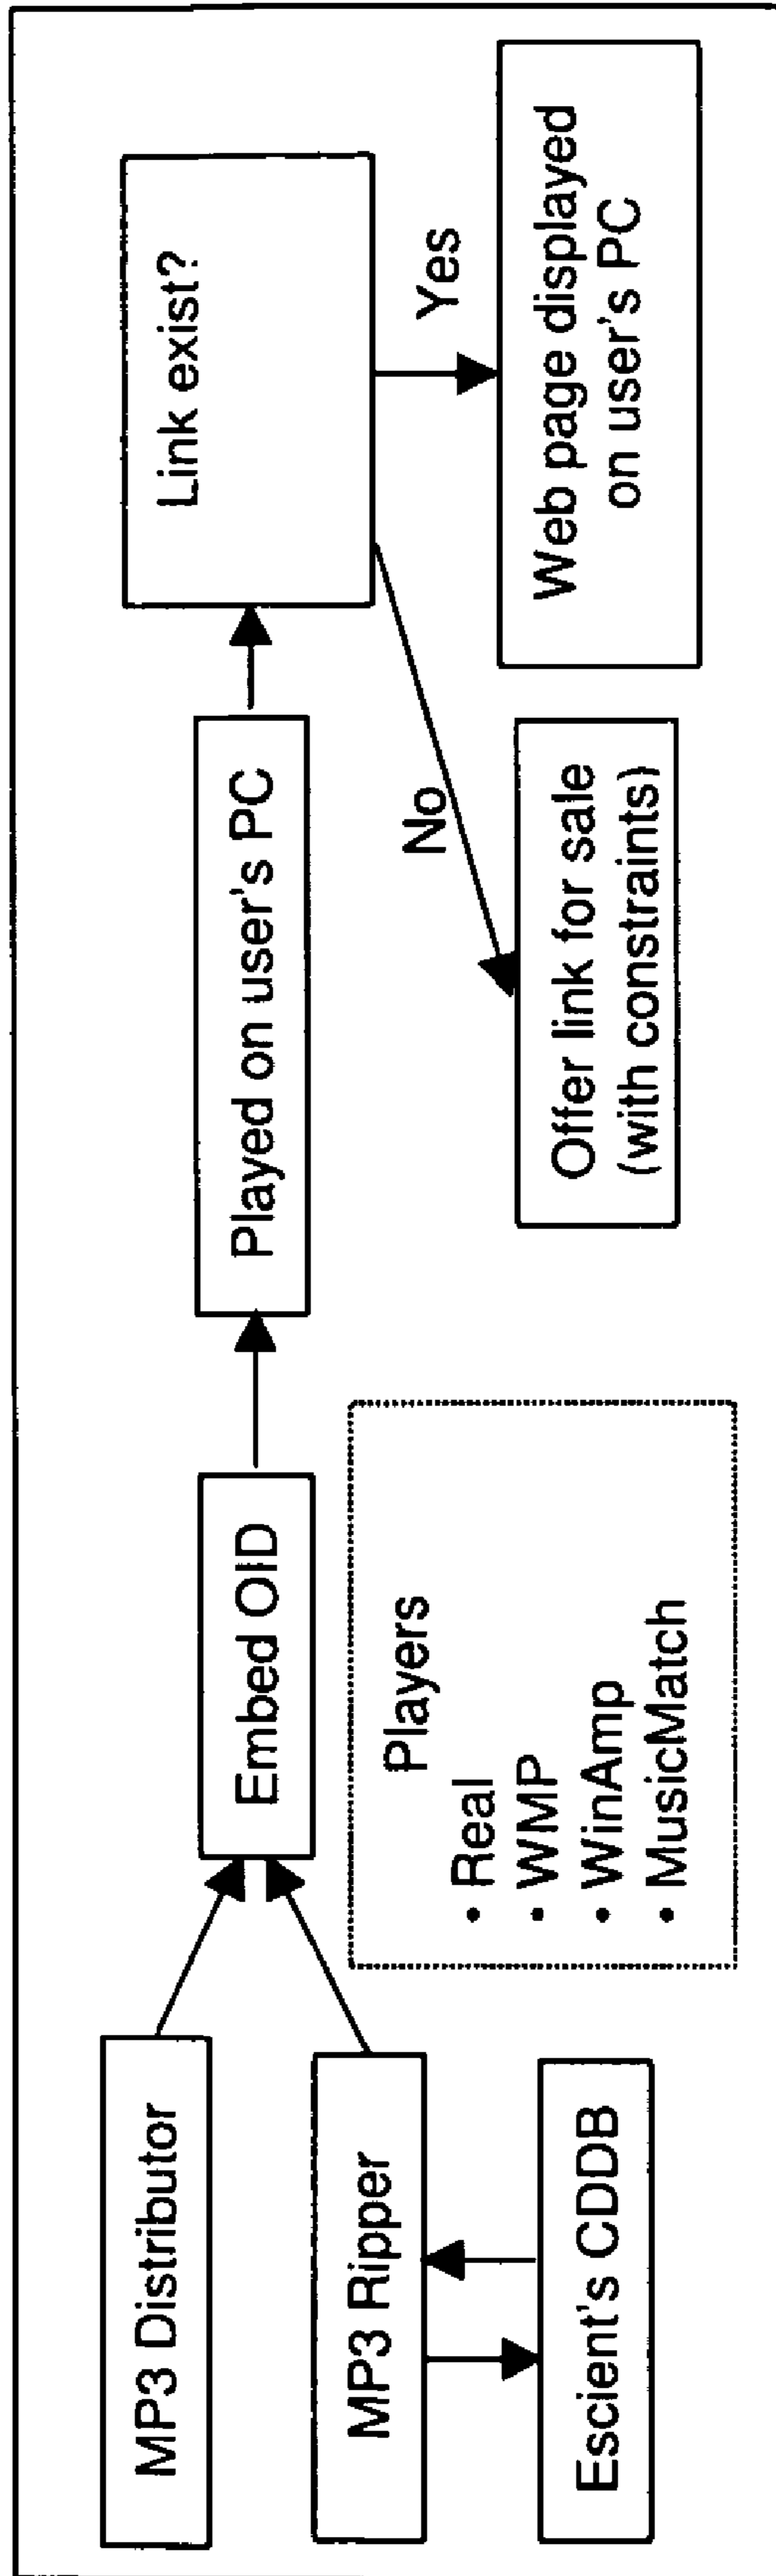 MP3 Distributor
MP3 Ripper
Escient's CDDB
Embed OID
Players
• Real
• WMP
• WinAmp
• MusicMatch
Played on user's PC
Link exist?
No
Yes
Offer link for sale
(with constraints)
Web page displayed
on user's PC